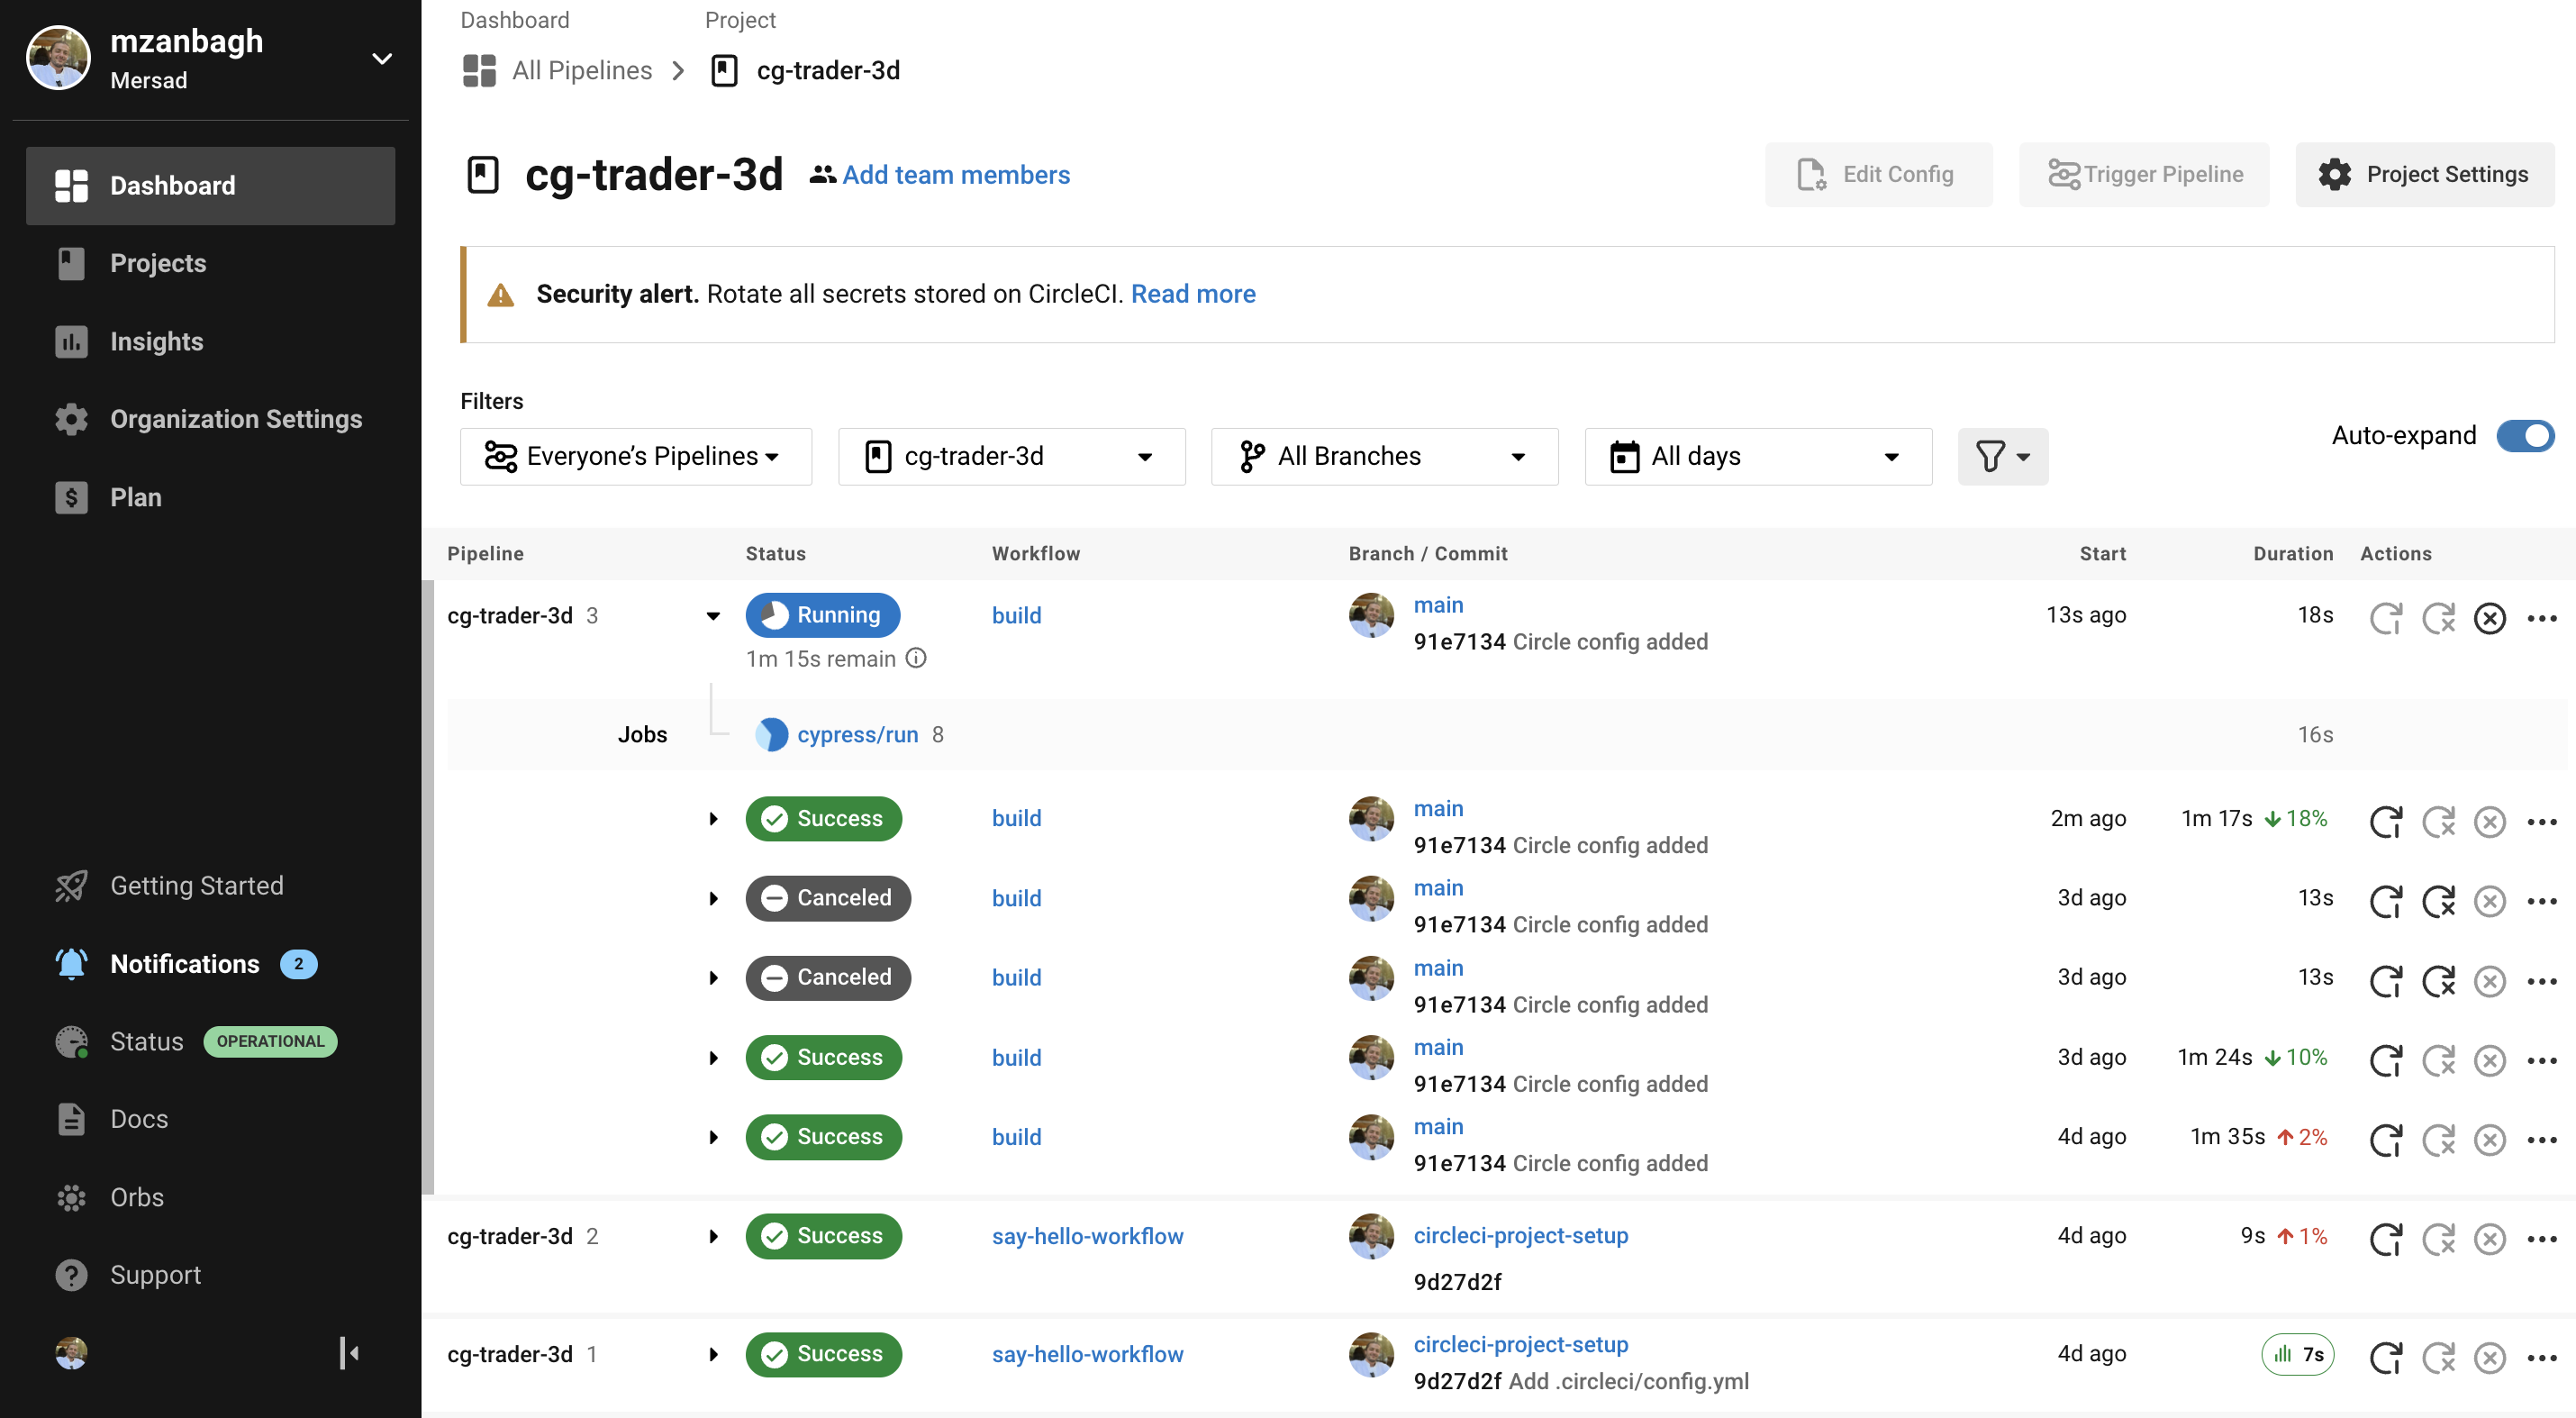 mzanbagh
Mersad
Dashboard
Projects
Insights
Organization Settings
Plan
Getting Started
Notifications 2
Status OPERATIONAL
Docs
Orbs
Support
Dashboard Project
All Pipelines cg-trader-3d
cg-trader-3d Add team members Edit Config Trigger Pipeline Project Settings
Security alert. Rotate all secrets stored on CircleCI. Read more
Filters
Everyone’s Pipelines cg-trader-3d All Branches All days Auto-expand
Pipeline Status Workflow Branch / Commit Start Duration Actions
cg-trader-3d 3 Running build main 13s ago 18s
1m 15s remain 91e7134 Circle config added
Jobs cypress/run 8 16s
Success build main 2m ago 1m 17s 18%
91e7134 Circle config added
Canceled build main 3d ago 13s
91e7134 Circle config added
Canceled build main 3d ago 13s
91e7134 Circle config added
Success build main 3d ago 1m 24s 10%
91e7134 Circle config added
Success build main 4d ago 1m 35s 2%
91e7134 Circle config added
cg-trader-3d 2 Success say-hello-workflow circleci-project-setup 4d ago 9s 1%
9d27d2f
cg-trader-3d 1 Success say-hello-workflow circleci-project-setup 4d ago 7s
9d27d2f Add .circleci/config.yml